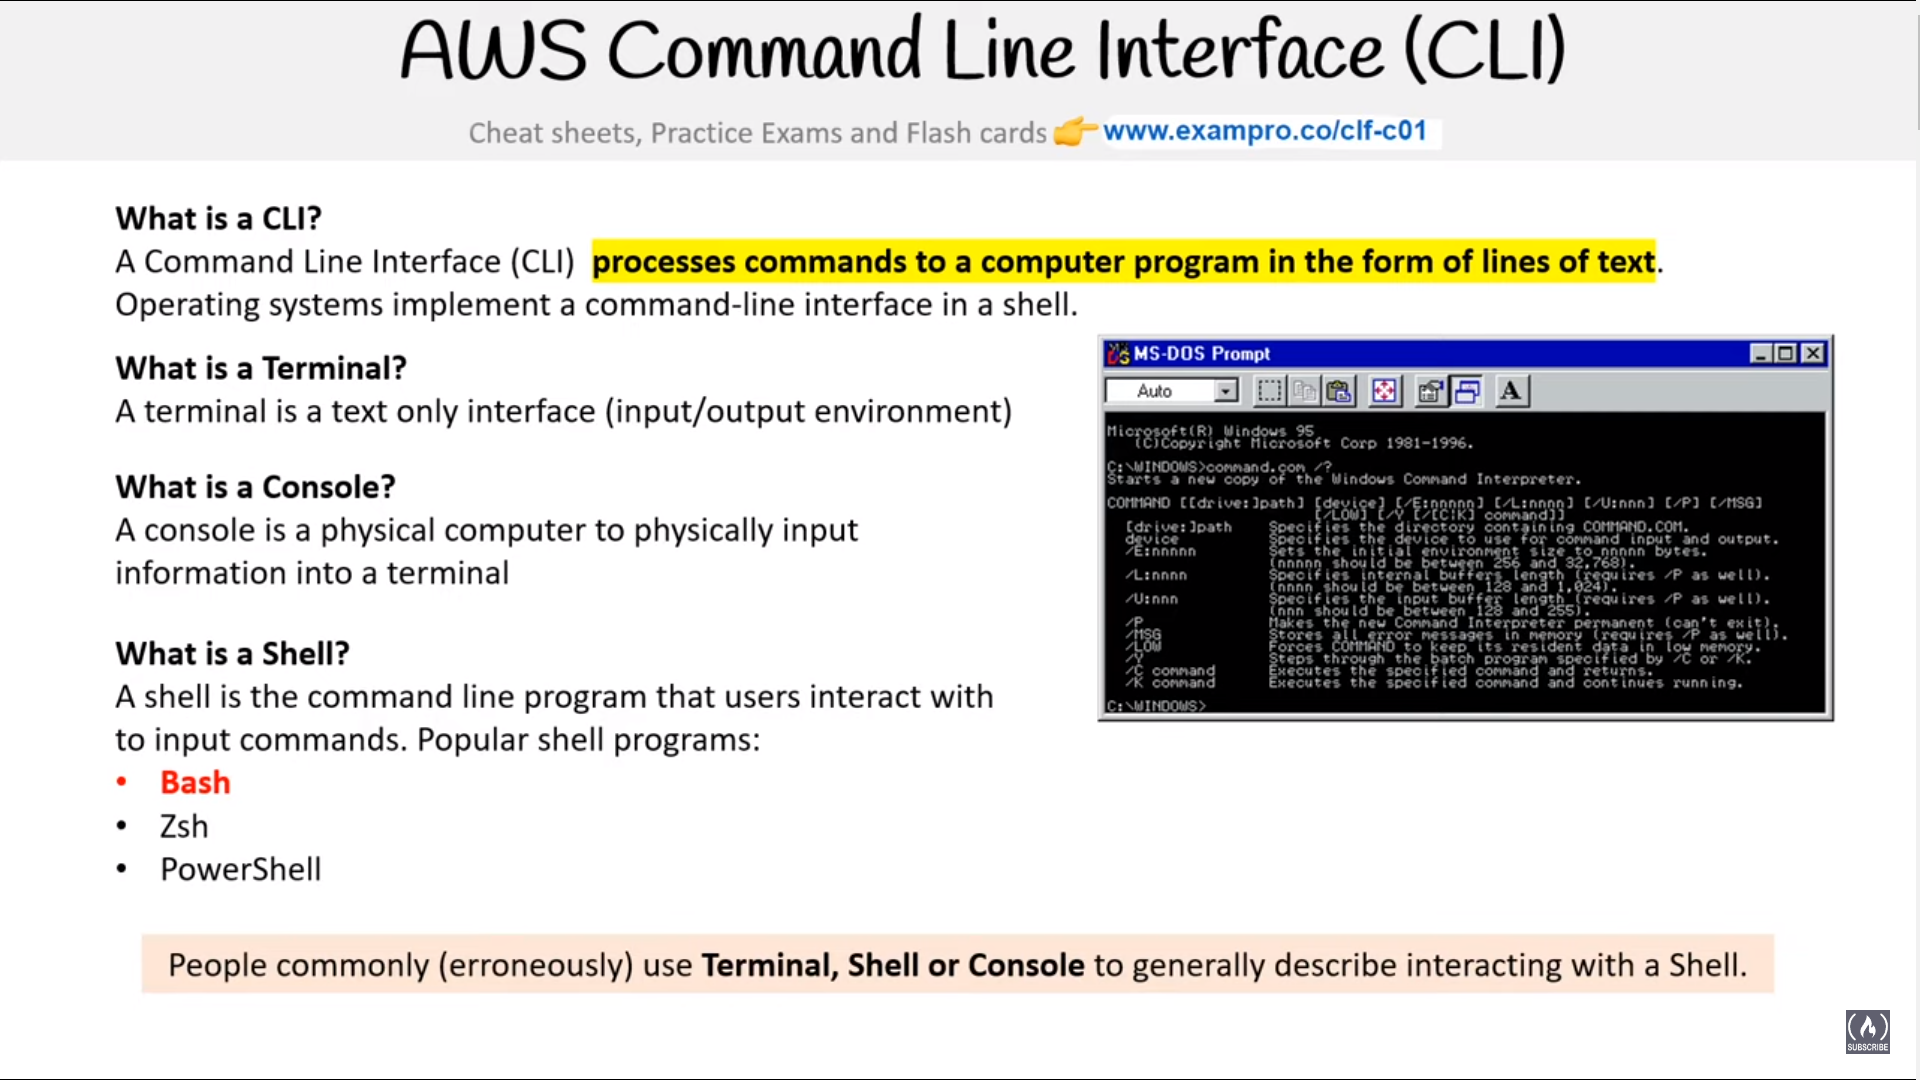 AWS Command Line Interface (CLI)
Cheat sheets, Practice Exams and Flash cards 👉 www.exampro.co/clf-c01
What is a CLI?
A Command Line Interface (CLI) processes commands to a computer program in the form of lines of text.
Operating systems implement a command-line interface in a shell.
What is a Terminal?
A terminal is a text only interface (input/output environment)
What is a Console?
A console is a physical computer to physically input
information into a terminal
What is a Shell?
A shell is the command line program that users interact with
to input commands. Popular shell programs:
• Bash
• Zsh
• PowerShell
MS-DOS Prompt
Auto
A
Microsoft(R) Windows 95
(C)Copyright Microsoft Corp 1981-1996.
C:\WINDOWS>command.com /?
Starts a new copy of the Windows Command Interpreter.
COMMAND [[drive:]path] [device] [/E:nnnnn] [/L:nnnn] [/U:nnn] [/P] [/MSG]
[/LOW] [/Y [/[C|K] command]]
[drive:]path Specifies the directory containing COMMAND.COM.
device Specifies the device to use for command input and output.
/E:nnnnn Sets the initial environment size to nnnnn bytes.
(nnnnn should be between 256 and 32,768).
/L:nnnn Specifies internal buffers length (requires /P as well).
(nnnn should be between 128 and 1,024).
/U:nnn Specifies the input buffer length (requires /P as well).
(nnn should be between 128 and 255).
/P Makes the new Command Interpreter permanent (can't exit).
/MSG Stores all error messages in memory (requires /P as well).
/LOW Forces COMMAND to keep its resident data in low memory.
/Y Steps through the batch program specified by /C or /K.
/C command Executes the specified command and returns.
/K command Executes the specified command and continues running.
C:\WINDOWS>
People commonly (erroneously) use Terminal, Shell or Console to generally describe interacting with a Shell.
SUBSCRIBE